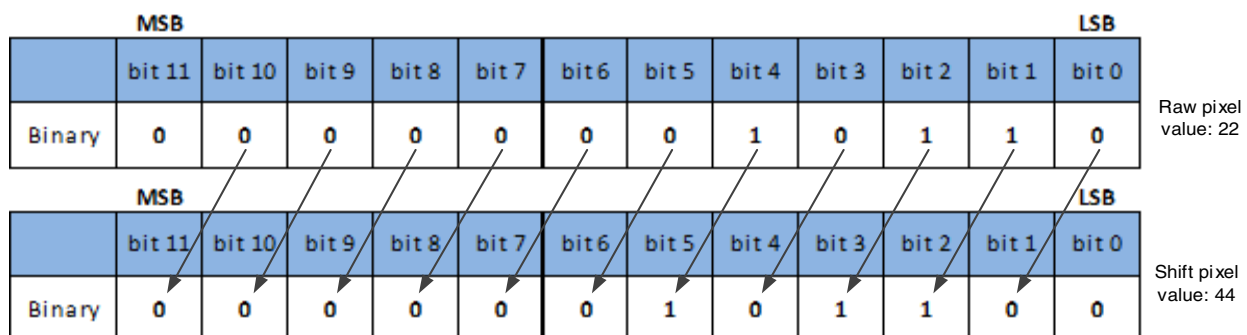 MSB LSB
bit 11 bit 10 bit 9 bit 8 bit 7 bit 6 bit 5 bit 4 bit 3 bit 2 bit 1 bit 0
Binary 0 0 0 0 0 0 0 1 0 1 1 0
Raw pixel
value: 22
MSB LSB
bit 11 bit 10 bit 9 bit 8 bit 7 bit 6 bit 5 bit 4 bit 3 bit 2 bit 1 bit 0
Binary 0 0 0 0 0 0 1 0 1 1 0 0
Shift pixel
value: 44